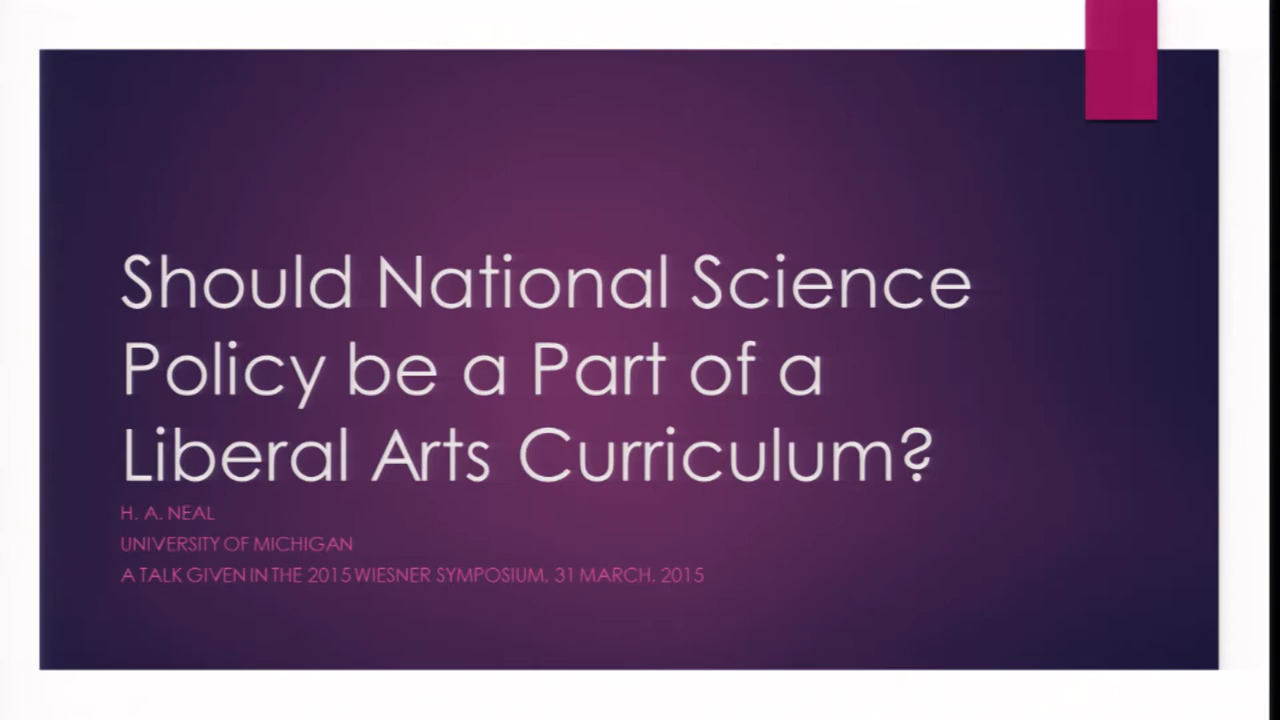 Should National Science
Policy be a Part of a
Liberal Arts Curriculum?
H. A. NEAL
UNIVERSITY OF MICHIGAN
A TALK GIVEN IN THE 2015 WIESNER SYMPOSIUM, 31 MARCH, 2015